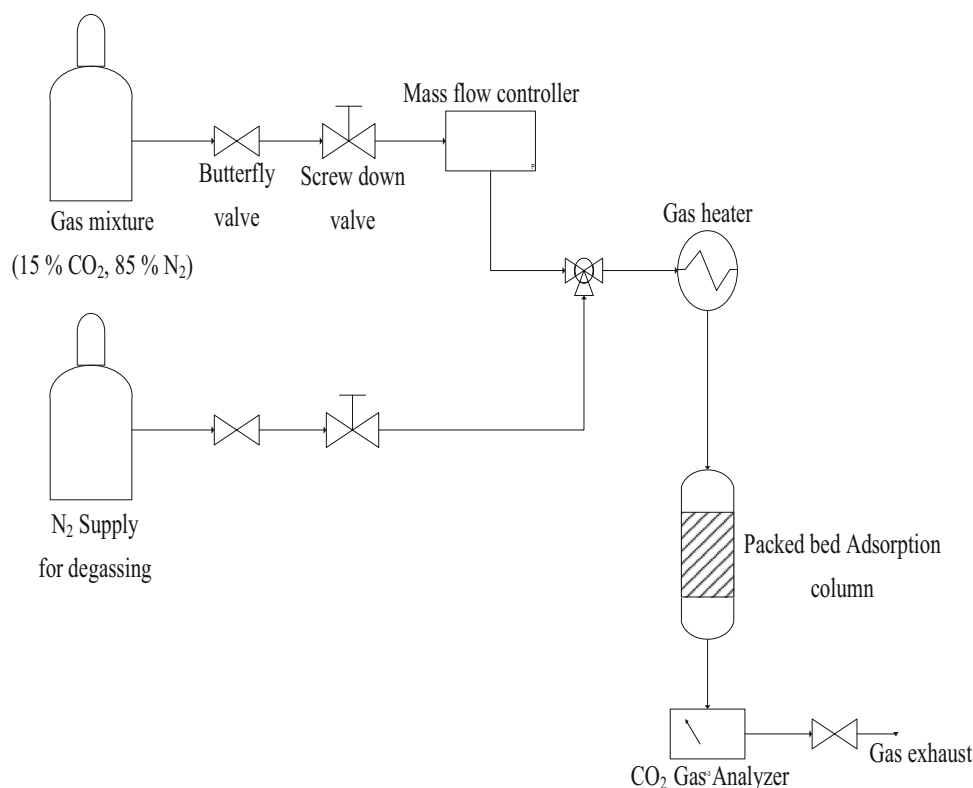 Mass flow controller
Butterfly
valve
Screw down
valve
Gas mixture
(15 % CO₂, 85 % N₂)
Gas heater
N₂ Supply
for degassing
Packed bed Adsorption
column
Gas exhaust
CO₂ Gas Analyzer
P